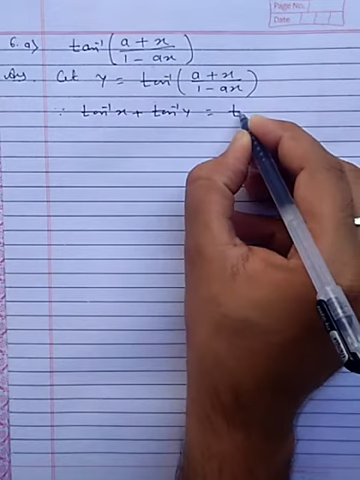 Page No.
Date / /
6. a) tan⁻¹(a + x / 1 - ax)
Ans. Let y = tan⁻¹(a + x / 1 - ax)
∵ tan⁻¹x + tan⁻¹y = t